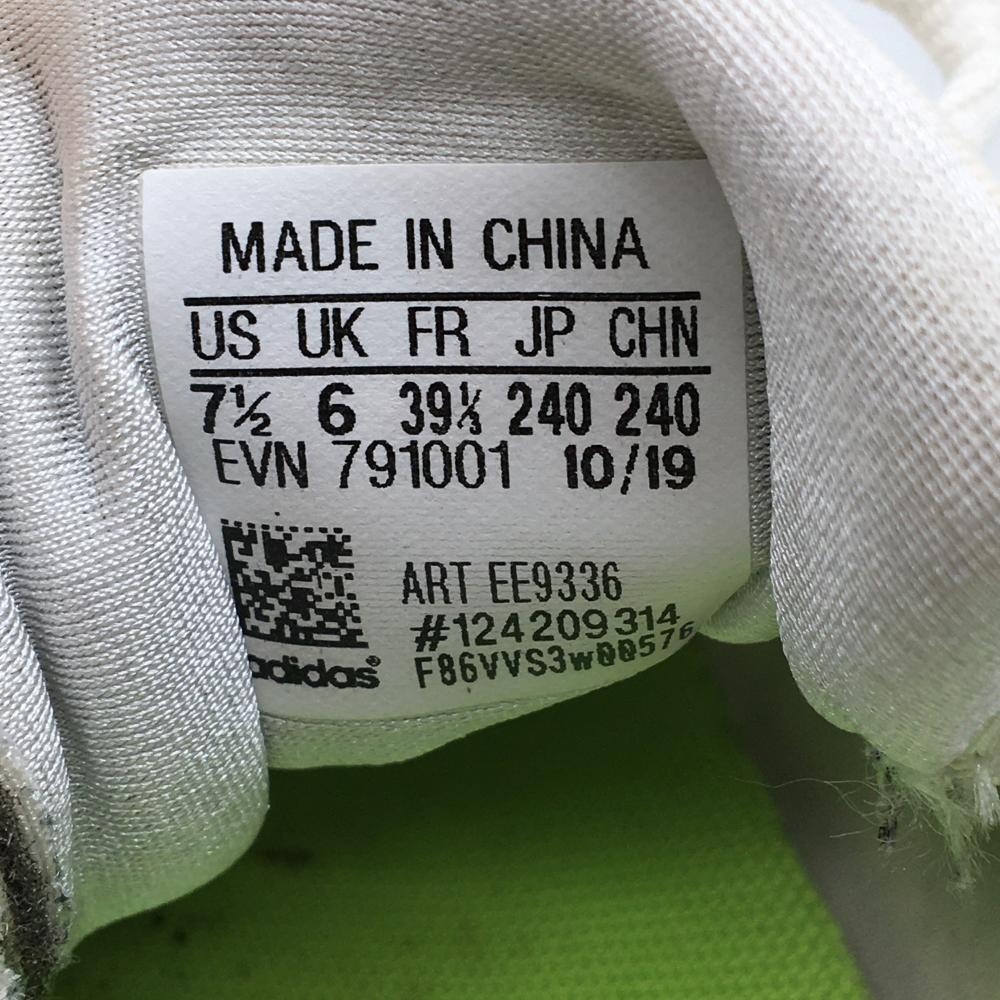 MADE IN CHINA
US UK FR JP CHN
7½ 6 39⅓ 240 240
EVN 791001 10/19
ART EE9336
#124209314
adidas®
F86VVS3w00576